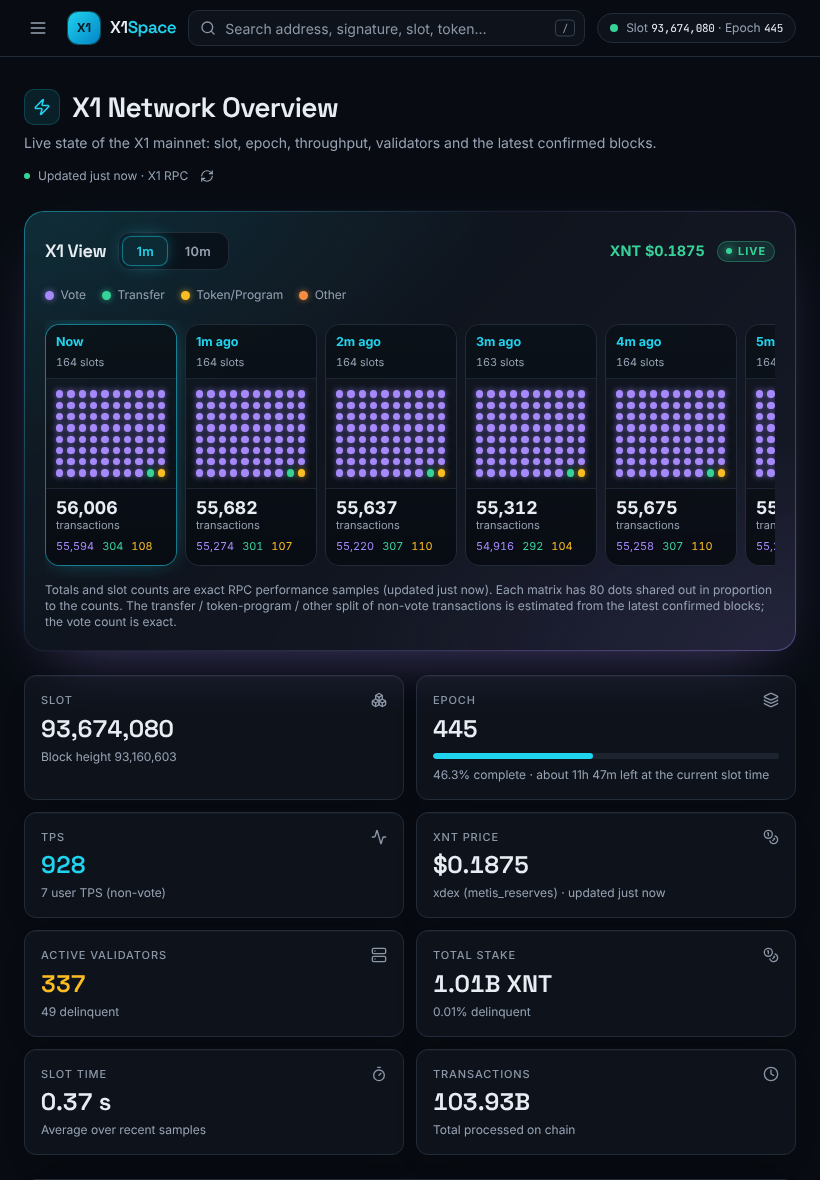 X1 X1Space Search address, signature, slot, token... / Slot 93,674,080 · Epoch 445
X1 Network Overview
Live state of the X1 mainnet: slot, epoch, throughput, validators and the latest confirmed blocks.
Updated just now · X1 RPC
X1 View 1m 10m XNT $0.1875 LIVE
Vote Transfer Token/Program Other
Now 1m ago 2m ago 3m ago 4m ago 5m
164 slots 164 slots 164 slots 163 slots 164 slots 164
56,006 55,682 55,637 55,312 55,675 55
transactions transactions transactions transactions transactions tran
55,594 304 108 55,274 301 107 55,220 307 110 54,916 292 104 55,258 307 110 55,
Totals and slot counts are exact RPC performance samples (updated just now). Each matrix has 80 dots shared out in proportion
to the counts. The transfer / token-program / other split of non-vote transactions is estimated from the latest confirmed blocks;
the vote count is exact.
SLOT
93,674,080
Block height 93,160,603
EPOCH
445
46.3% complete · about 11h 47m left at the current slot time
TPS
928
7 user TPS (non-vote)
XNT PRICE
$0.1875
xdex (metis_reserves) · updated just now
ACTIVE VALIDATORS
337
49 delinquent
TOTAL STAKE
1.01B XNT
0.01% delinquent
SLOT TIME
0.37 s
Average over recent samples
TRANSACTIONS
103.93B
Total processed on chain